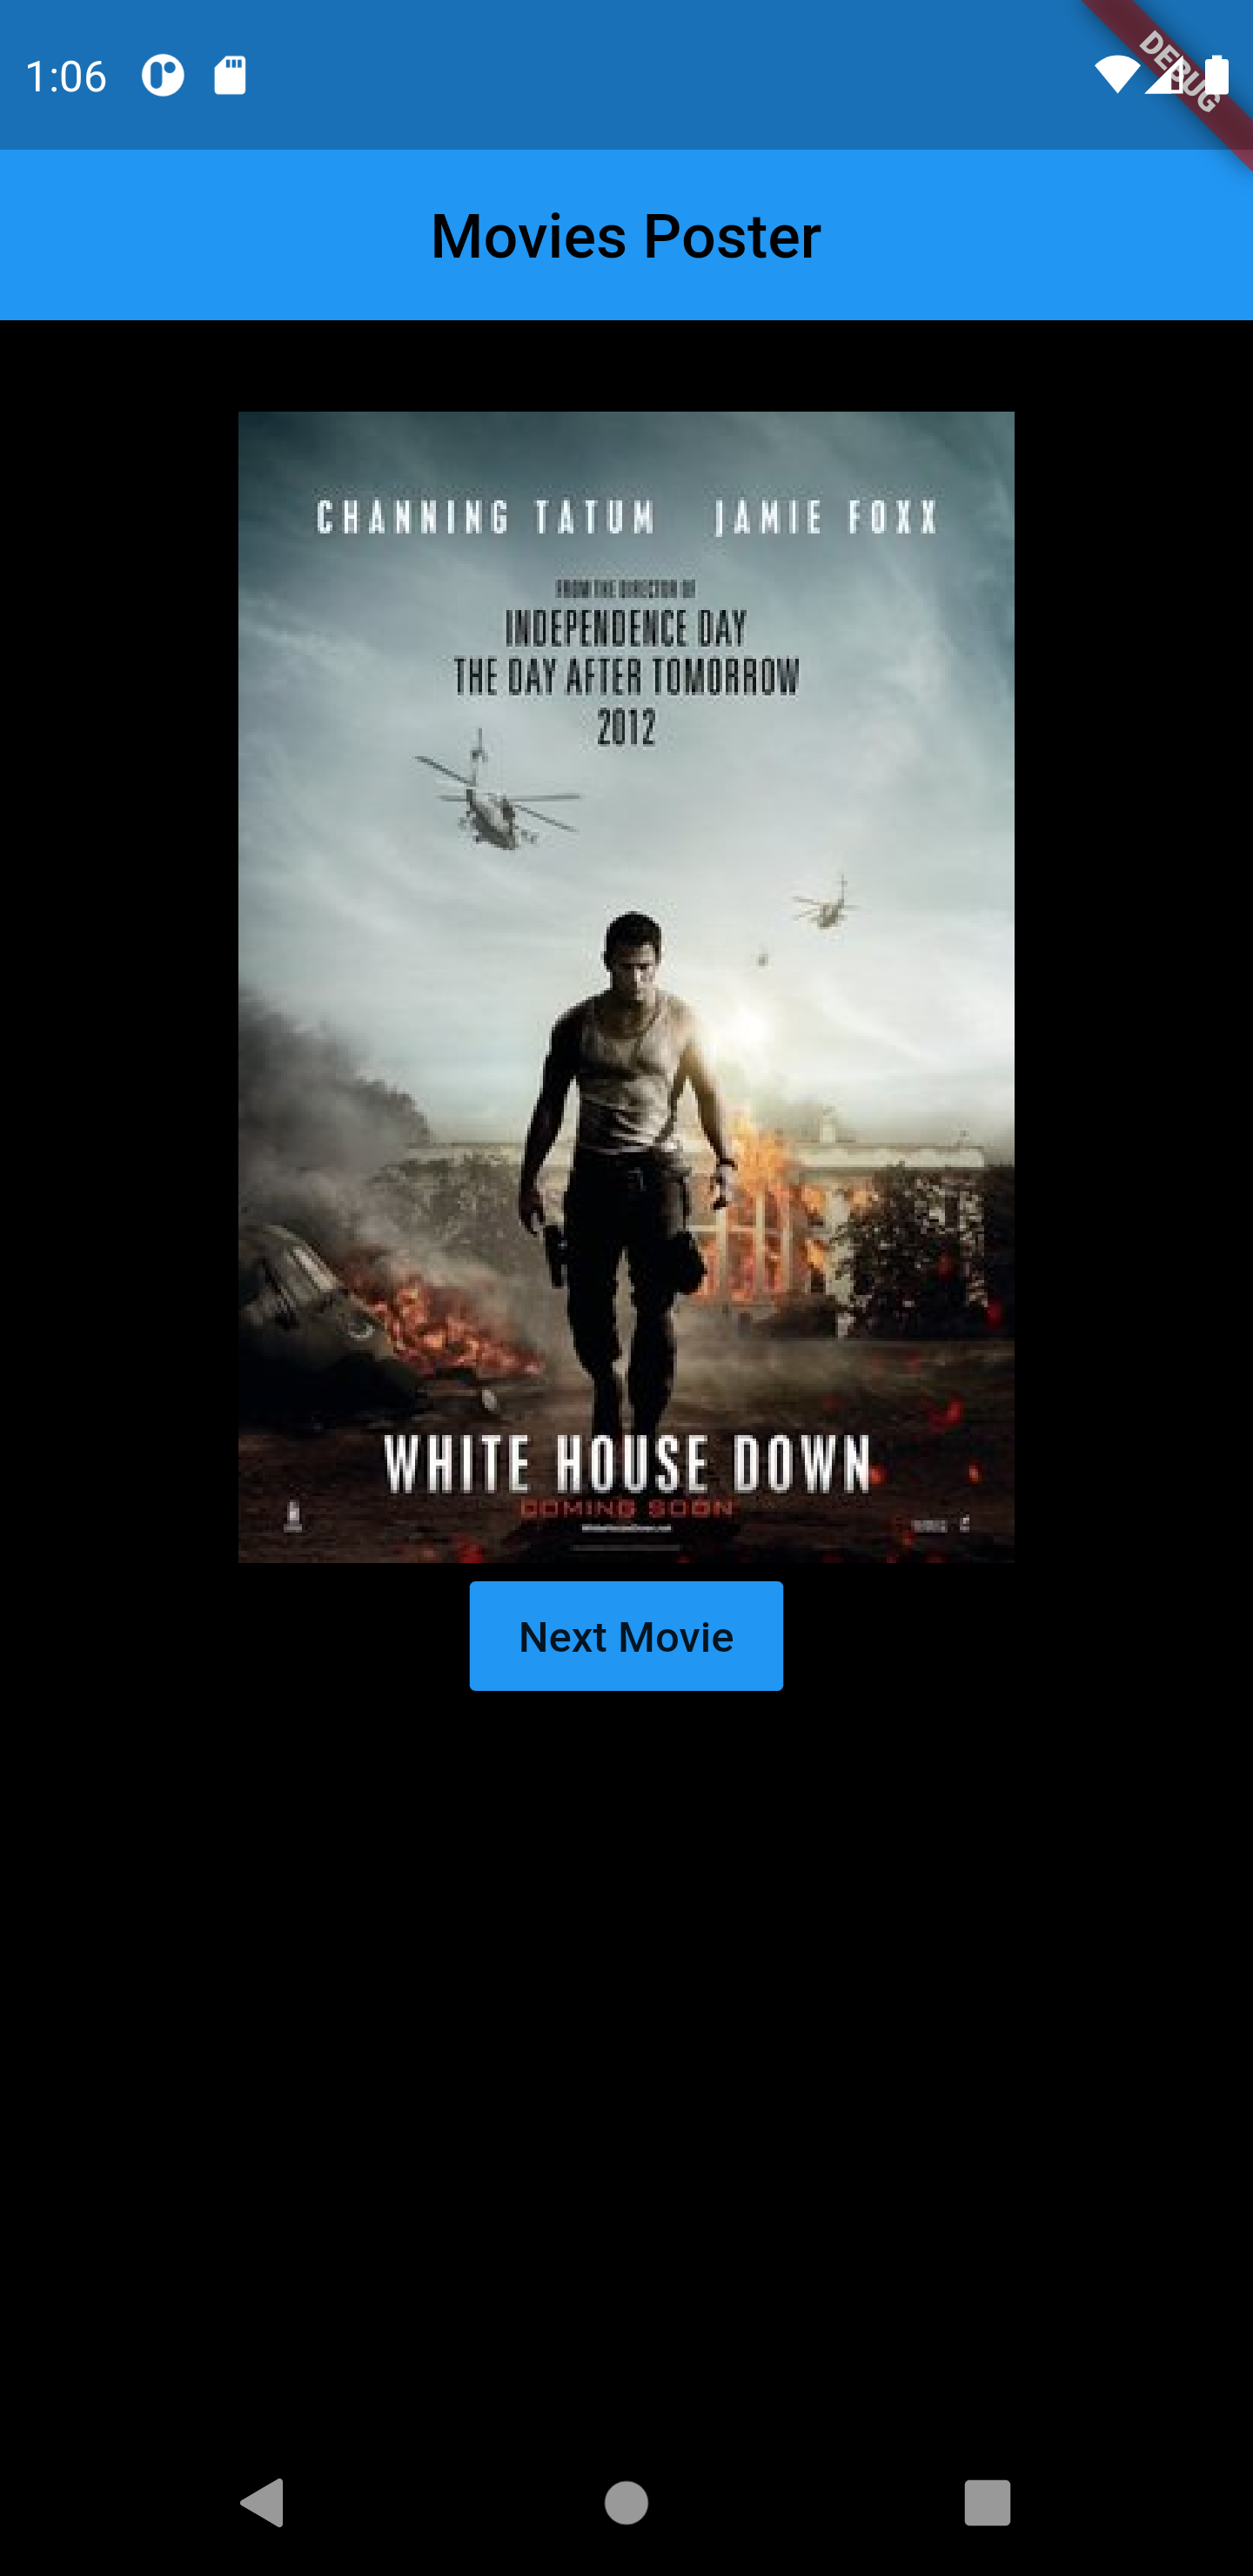 1:06
DEBUG
Movies Poster
CHANNING TATUM JAMIE FOXX
FROM THE DIRECTOR OF
INDEPENDENCE DAY
THE DAY AFTER TOMORROW
2012
WHITE HOUSE DOWN
COMING SOON
Next Movie